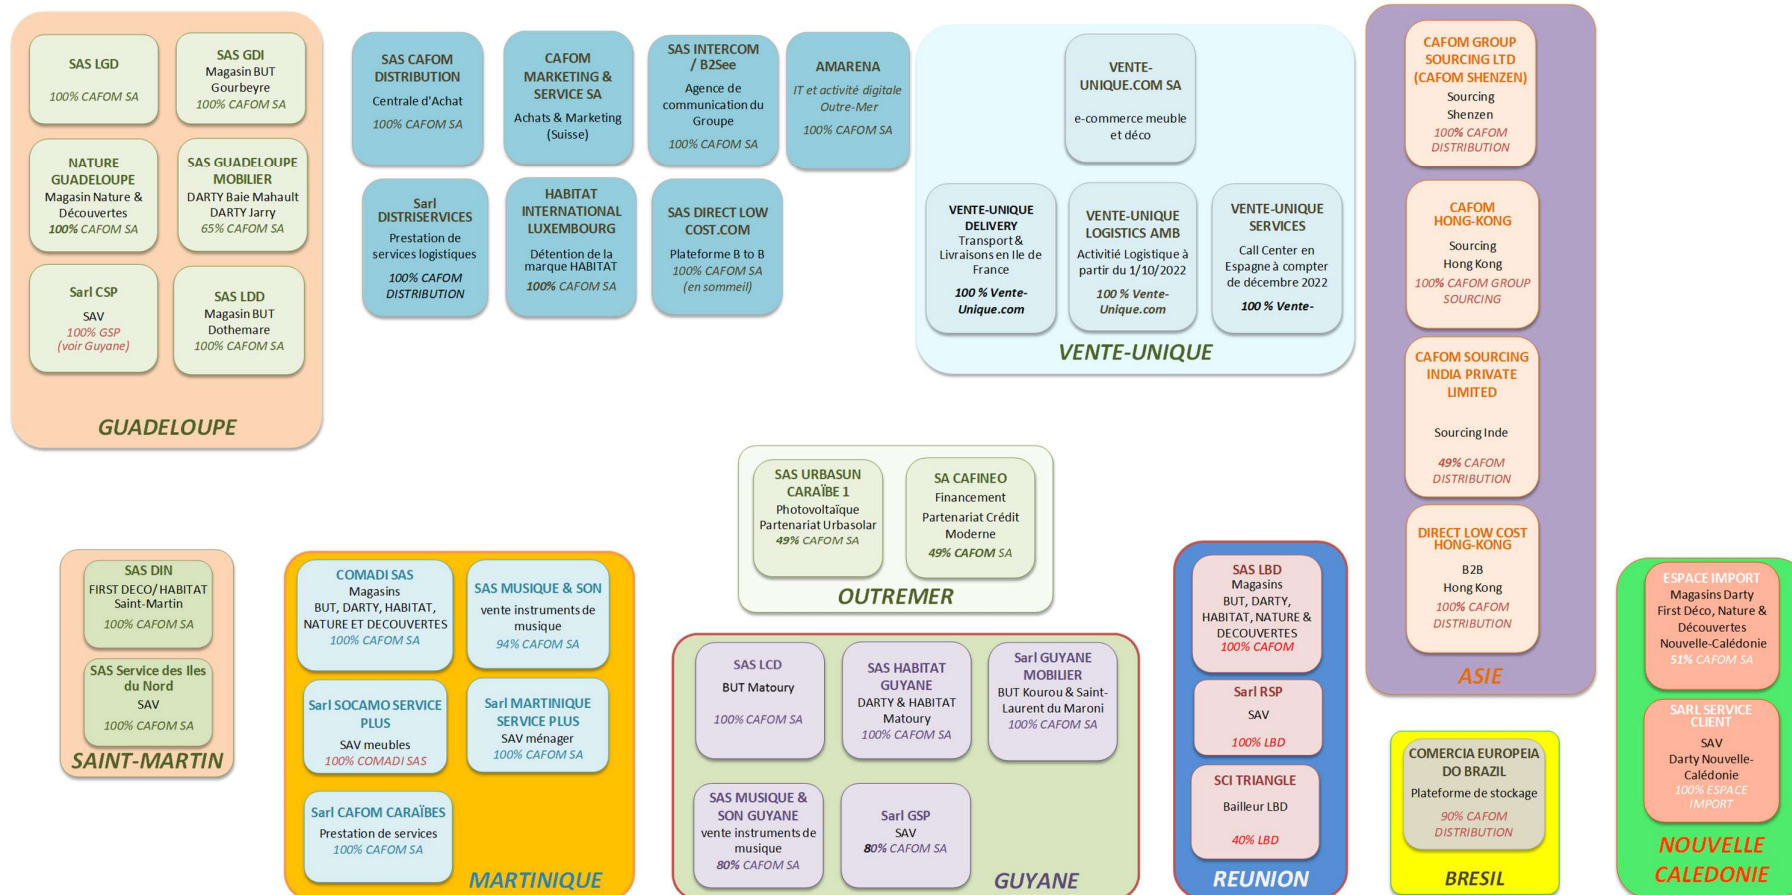 SAS LGD
100% CAFOM SA
SAS GDI
Magasin BUT
Gourbeyre
100% CAFOM SA
NATURE
GUADELOUPE
Magasin Nature &
Découvertes
100% CAFOM SA
SAS GUADELOUPE
MOBILIER
DARTY Baie Mahault
DARTY Jarry
65% CAFOM SA
Sarl CSP
SAV
100% GSP
(voir Guyane)
SAS LDD
Magasin BUT
Dothemare
100% CAFOM SA
GUADELOUPE
SAS CAFOM
DISTRIBUTION
Centrale d'Achat
100% CAFOM SA
CAFOM
MARKETING &
SERVICE SA
Achats & Marketing
(Suisse)
SAS INTERCOM
/ B2See
Agence de
communication du
Groupe
100% CAFOM SA
AMARENA
IT et activité digitale
Outre-Mer
100% CAFOM SA
Sarl
DISTRISERVICES
Prestation de
services logistiques
100% CAFOM
DISTRIBUTION
HABITAT
INTERNATIONAL
LUXEMBOURG
Détention de la
marque HABITAT
100% CAFOM SA
SAS DIRECT LOW
COST.COM
Plateforme B to B
100% CAFOM SA
(en sommeil)
VENTE-
UNIQUE.COM SA
e-commerce meuble
et déco
VENTE-UNIQUE
DELIVERY
Transport &
Livraisons en Ile de
France
100 % Vente-
Unique.com
VENTE-UNIQUE
LOGISTICS AMB
Activitié Logistique à
partir du 1/10/2022
100 % Vente-
Unique.com
VENTE-UNIQUE
SERVICES
Call Center en
Espagne à compter
de décembre 2022
100 % Vente-
VENTE-UNIQUE
CAFOM GROUP
SOURCING LTD
(CAFOM SHENZEN)
Sourcing
Shenzen
100% CAFOM
DISTRIBUTION
CAFOM
HONG-KONG
Sourcing
Hong Kong
100% CAFOM GROUP
SOURCING
CAFOM SOURCING
INDIA PRIVATE
LIMITED
Sourcing Inde
49% CAFOM
DISTRIBUTION
DIRECT LOW COST
HONG-KONG
B2B
Hong Kong
100% CAFOM
DISTRIBUTION
ASIE
SAS URBASUN
CARAÏBE 1
Photovoltaïque
Partenariat Urbasolar
49% CAFOM SA
SA CAFINEO
Financement
Partenariat Crédit
Moderne
49% CAFOM SA
OUTREMER
SAS DIN
FIRST DECO/ HABITAT
Saint-Martin
100% CAFOM SA
SAS Service des Iles
du Nord
SAV
100% CAFOM SA
SAINT-MARTIN
COMADI SAS
Magasins
BUT, DARTY, HABITAT,
NATURE ET DECOUVERTES
100% CAFOM SA
SAS MUSIQUE & SON
vente instruments de
musique
94% CAFOM SA
Sarl SOCAMO SERVICE
PLUS
SAV meubles
100% COMADI SAS
Sarl MARTINIQUE
SERVICE PLUS
SAV ménager
100% CAFOM SA
Sarl CAFOM CARAÏBES
Prestation de services
100% CAFOM SA
MARTINIQUE
SAS LCD
BUT Matoury
100% CAFOM SA
SAS HABITAT
GUYANE
DARTY & HABITAT
Matoury
100% CAFOM SA
Sarl GUYANE
MOBILIER
BUT Kourou & Saint-
Laurent du Maroni
100% CAFOM SA
SAS MUSIQUE &
SON GUYANE
vente instruments de
musique
80% CAFOM SA
Sarl GSP
SAV
80% CAFOM SA
GUYANE
SAS LBD
Magasins
BUT, DARTY,
HABITAT, NATURE &
DECOUVERTES
100% CAFOM
Sarl RSP
SAV
100% LBD
SCI TRIANGLE
Bailleur LBD
40% LBD
REUNION
COMERCIA EUROPEIA
DO BRAZIL
Plateforme de stockage
90% CAFOM
DISTRIBUTION
BRESIL
ESPACE IMPORT
Magasins Darty
First Déco, Nature &
Découvertes
Nouvelle-Calédonie
51% CAFOM SA
SARL SERVICE
CLIENT
SAV
Darty Nouvelle-
Calédonie
100% ESPACE
IMPORT
NOUVELLE
CALEDONIE